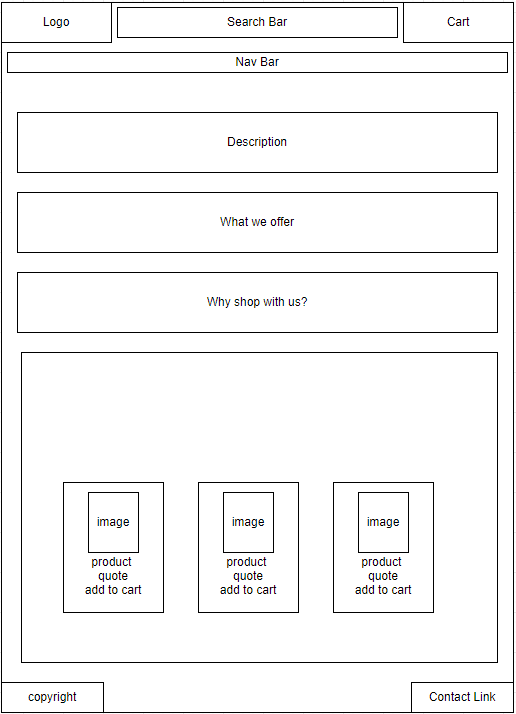 Logo
Search Bar
Cart
Nav Bar
Description
What we offer
Why shop with us?
image
product
quote
add to cart
image
product
quote
add to cart
image
product
quote
add to cart
copyright
Contact Link